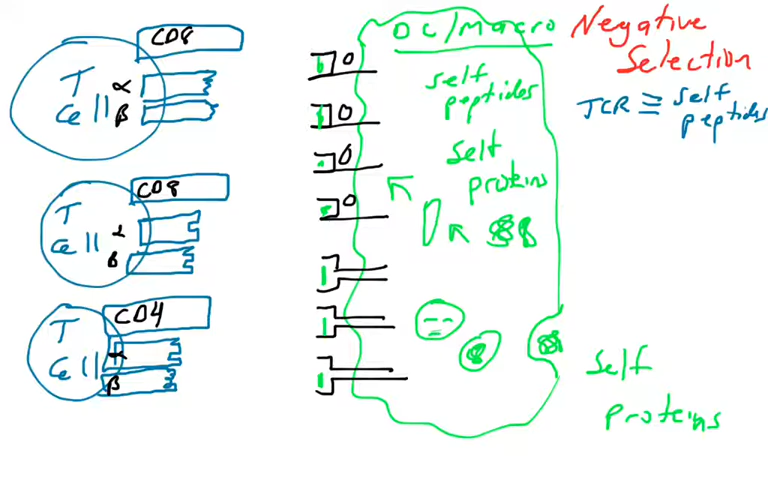 CD8
T
Cell
α
β
CD8
T
Cell
α
β
CD4
T
Cell
α
β
DC/Macro
self
peptides
self
proteins
Negative
Selection
TCR ≡ self
peptides
self
proteins